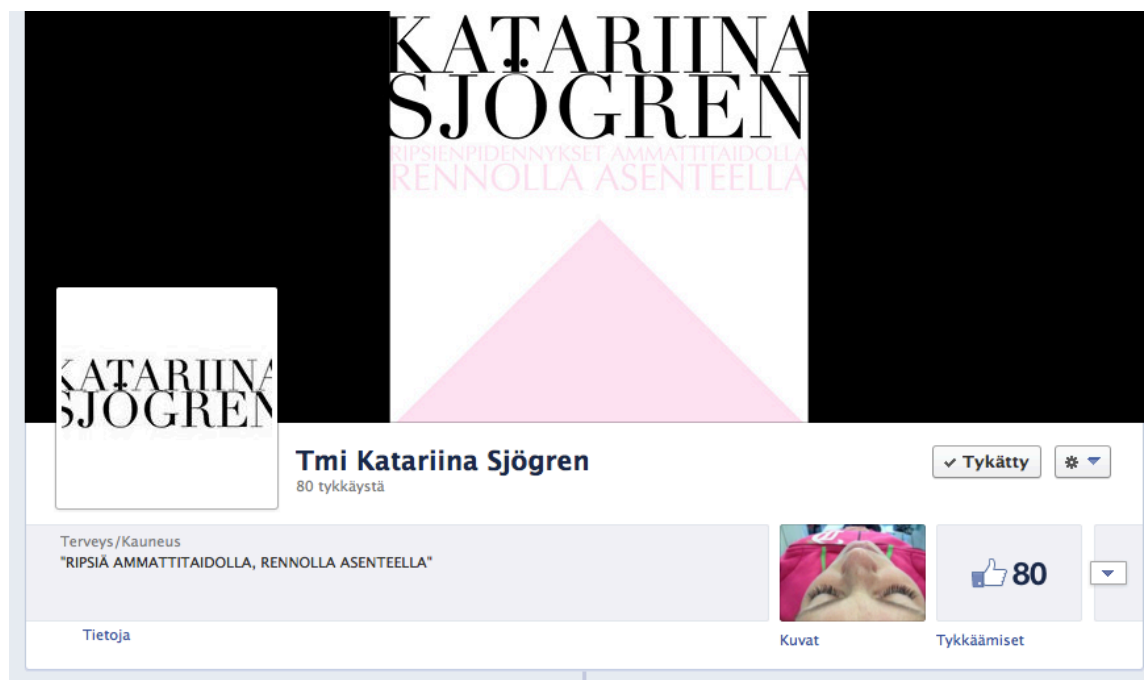 KATARIINA
SJÖGREN
RIPSIENPIDENNYKSET AMMATTITAIDOLLA
RENNOLLA ASENTEELLA
KATARIINA
SJÖGREN
Tmi Katariina Sjögren
80 tykkäystä
Tykätty
Terveys/Kauneus
"RIPSIÄ AMMATTITAIDOLLA, RENNOLLA ASENTEELLA"
80
Tietoja
Kuvat
Tykkäämiset